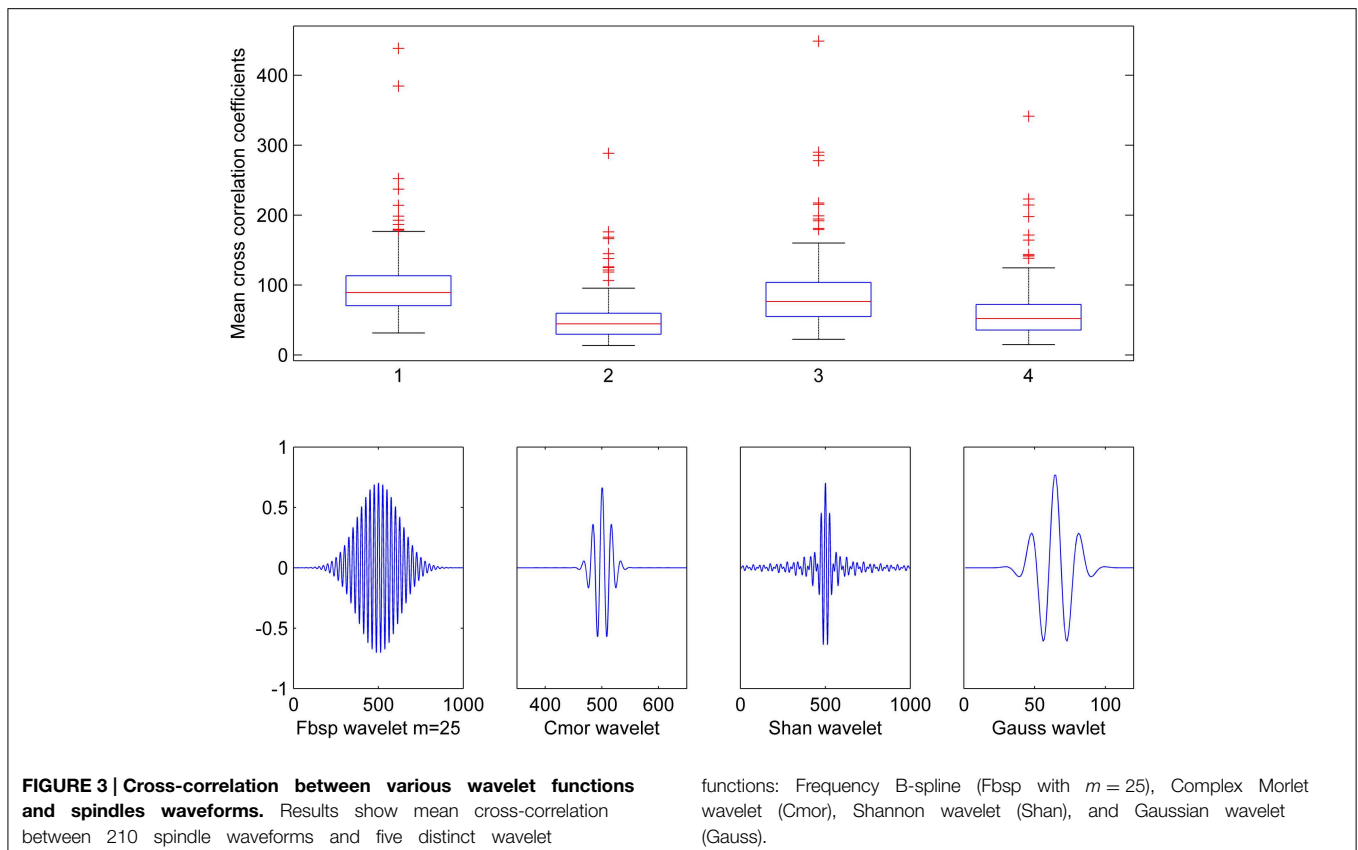 Mean cross correlation coefficients
400
300
200
100
0
1 2 3 4
1
0.5
0
-0.5
-1
0 500 1000
400 500 600
0 500 1000
0 50 100
Fbsp wavelet m=25
Cmor wavelet
Shan wavelet
Gauss wavlet
FIGURE 3 | Cross-correlation between various wavelet functions
and spindles waveforms. Results show mean cross-correlation
between 210 spindle waveforms and five distinct wavelet
functions: Frequency B-spline (Fbsp with m = 25), Complex Morlet
wavelet (Cmor), Shannon wavelet (Shan), and Gaussian wavelet
(Gauss).